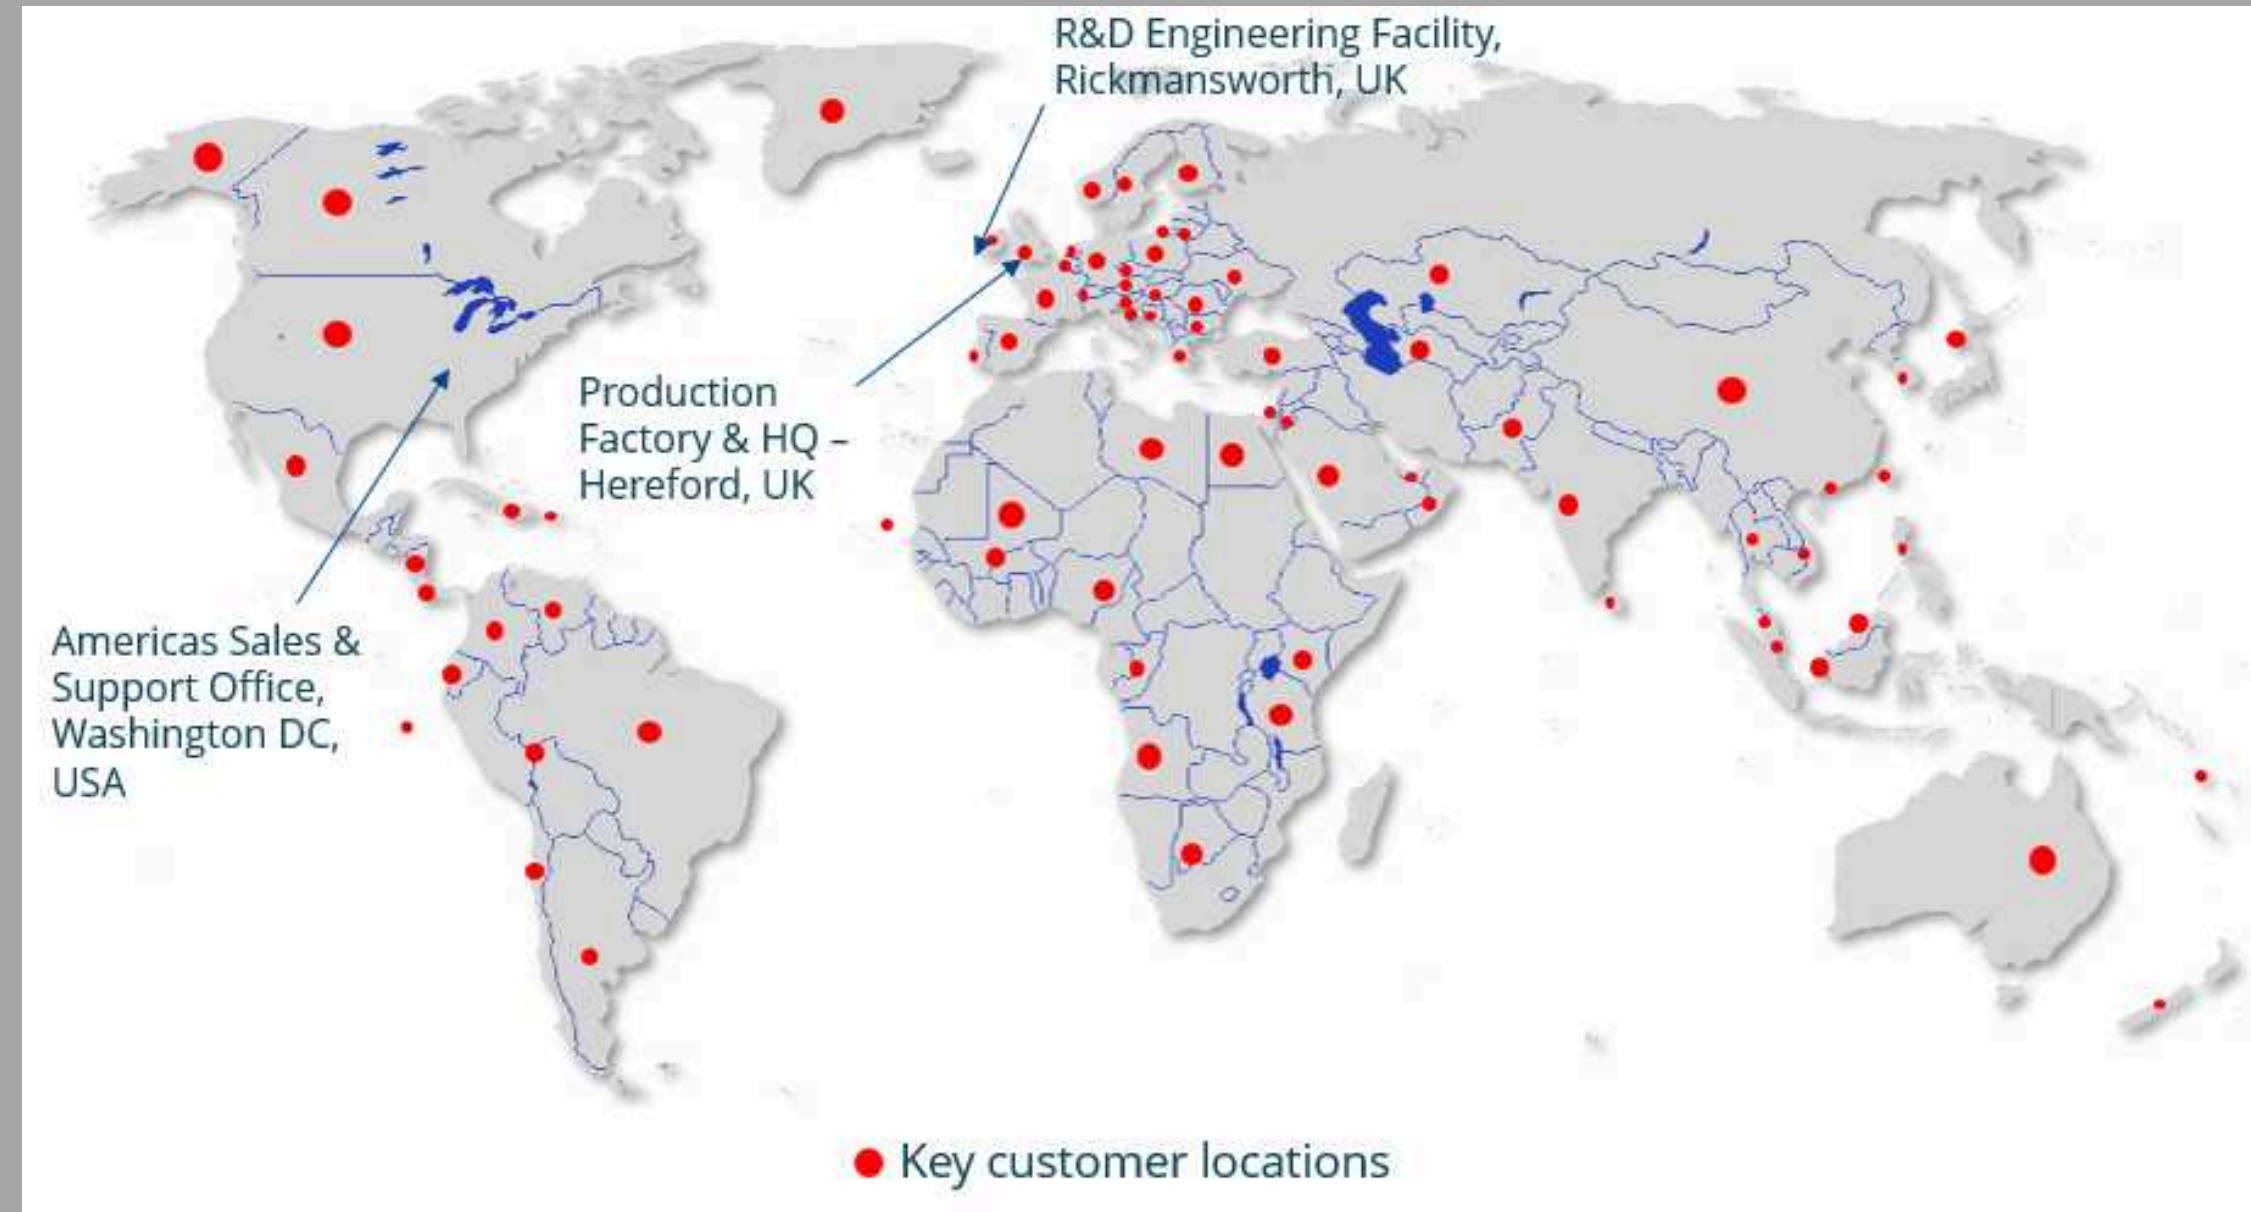 R&D Engineering Facility,
Rickmansworth, UK
Production
Factory & HQ –
Hereford, UK
Americas Sales &
Support Office,
Washington DC,
USA
Key customer locations